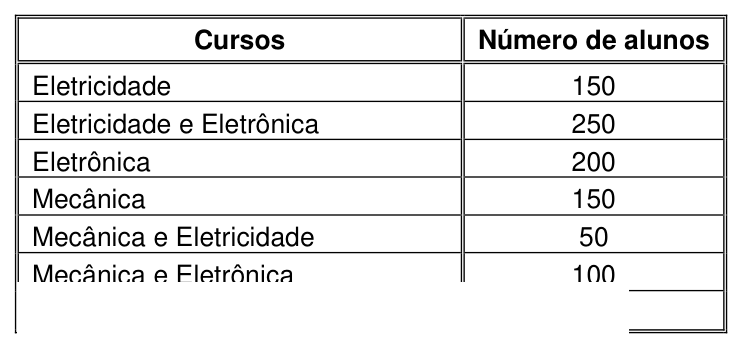 Cursos Número de alunos
Eletricidade 150
Eletricidade e Eletrônica 250
Eletrônica 200
Mecânica 150
Mecânica e Eletricidade 50
Mecânica e Eletrônica 100